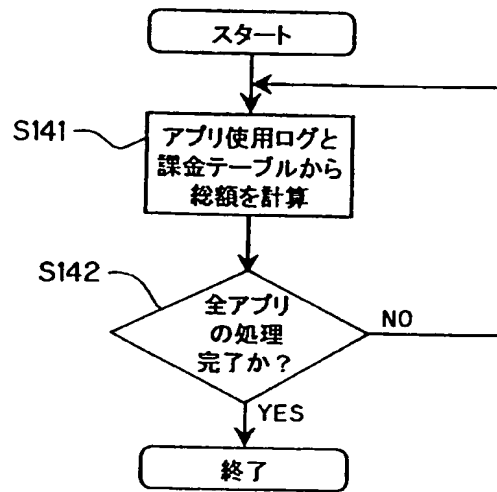 スタート
S141
アプリ使用ログと
課金テーブルから
総額を計算
S142
全アプリ
の処理
完了か?
NO
YES
終了